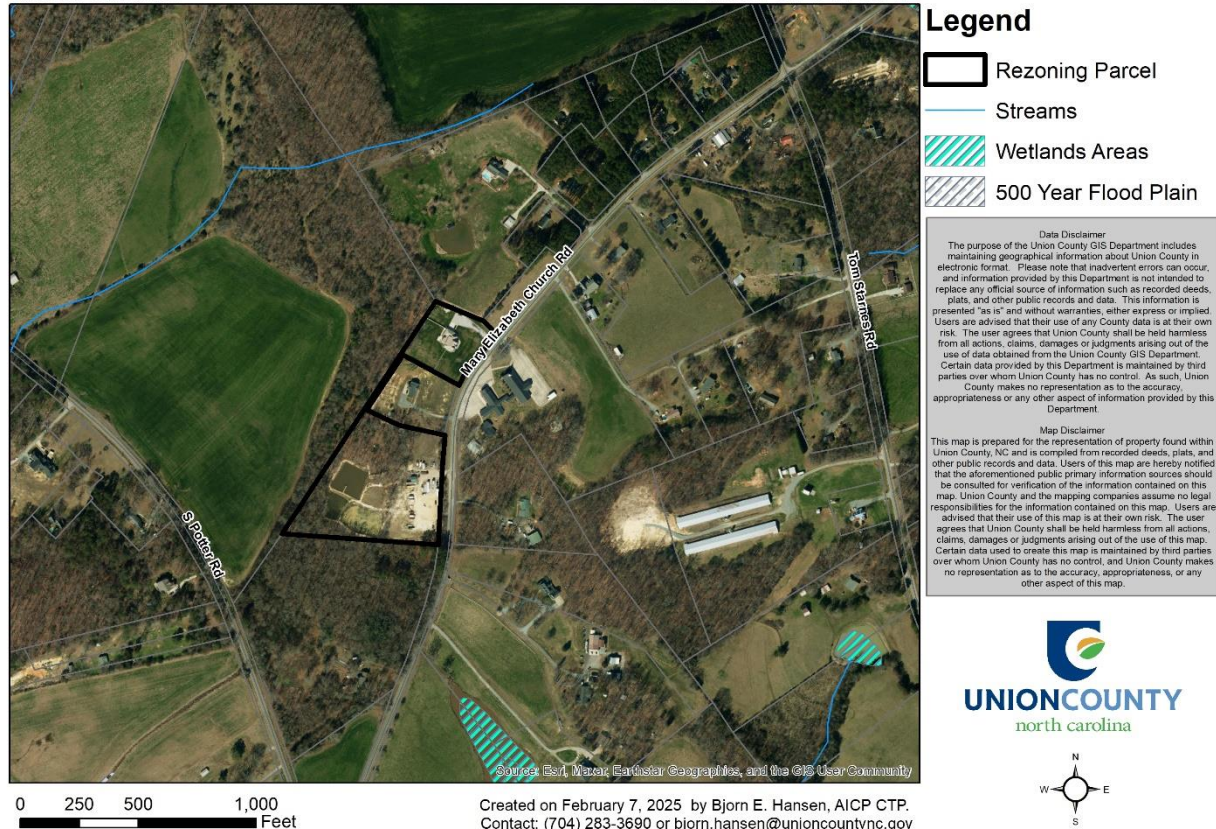 Legend
Rezoning Parcel
Streams
Wetlands Areas
500 Year Flood Plain
Data Disclaimer
The purpose of the Union County GIS Department includes
maintaining geographical information about Union County in
electronic format. Please note that inadvertent errors can occur,
and information provided by this Department is not intended to
replace any official source of information such as recorded deeds,
plats, and other public records and data. This information is
presented "as is" and without warranties, either express or implied.
Users are advised that their use of any County data is at their own
risk. The user agrees that Union County shall be held harmless
from all actions, claims, damages or judgments arising out of the
use of data obtained from the Union County GIS Department.
Certain data provided by this Department is maintained by third
parties over whom Union County has no control. As such, Union
County makes no representation as to the accuracy,
appropriateness or any other aspect of information provided by this
Department.
Map Disclaimer
This map is prepared for the representation of property found within
Union County, NC and is compiled from recorded deeds, plats, and
other public records and data. Users of this map are hereby notified
that the aforementioned public primary information sources should
be consulted for verification of the information contained on this
map. Union County and the mapping companies assume no legal
responsibilities for the information contained on this map. Users are
advised that their use of this map is at their own risk. The user
agrees that Union County shall be held harmless from all actions,
claims, damages or judgments arising out of the use of this map.
Certain data used to create this map is maintained by third parties
over whom Union County has no control, and Union County makes
no representation as to the accuracy, appropriateness, or any
other aspect of this map.
Mary Elizabeth Church Rd
Tom Starnes Rd
S Potter Rd
Source: Esri, Maxar, Earthstar Geographics, and the GIS User Community
UNIONCOUNTY
north carolina
N
W E
S
0 250 500 1,000
Feet
Created on February 7, 2025 by Bjorn E. Hansen, AICP CTP.
Contact: (704) 283-3690 or bjorn.hansen@unioncountync.gov